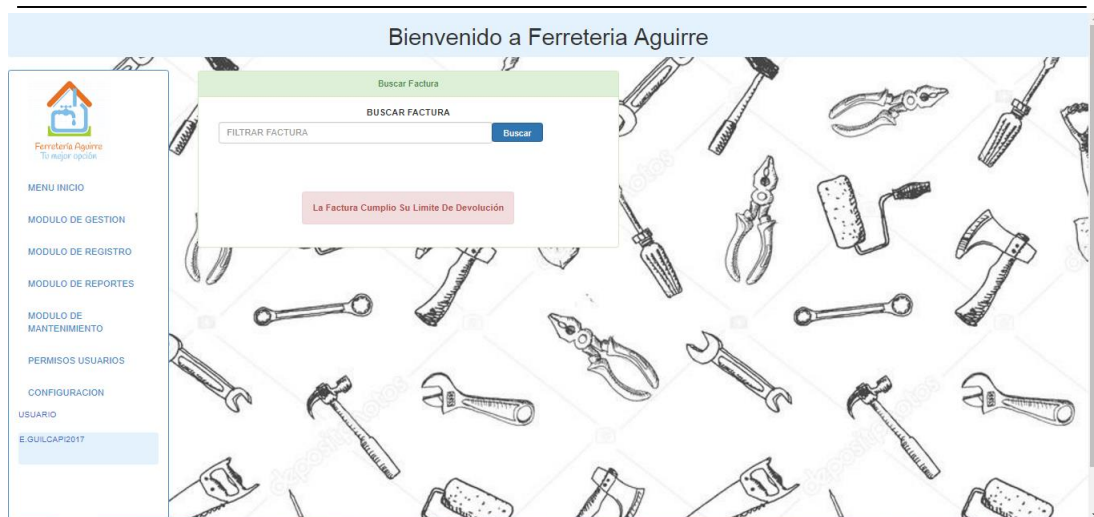 Bienvenido a Ferreteria Aguirre
Ferretería Aguirre
Tu mejor opción
MENU INICIO
MODULO DE GESTION
MODULO DE REGISTRO
MODULO DE REPORTES
MODULO DE
MANTENIMIENTO
PERMISOS USUARIOS
CONFIGURACION
USUARIO
E.GUILCAPI2017
Buscar Factura
BUSCAR FACTURA
FILTRAR FACTURA
Buscar
La Factura Cumplio Su Limite De Devolución
depositphotos